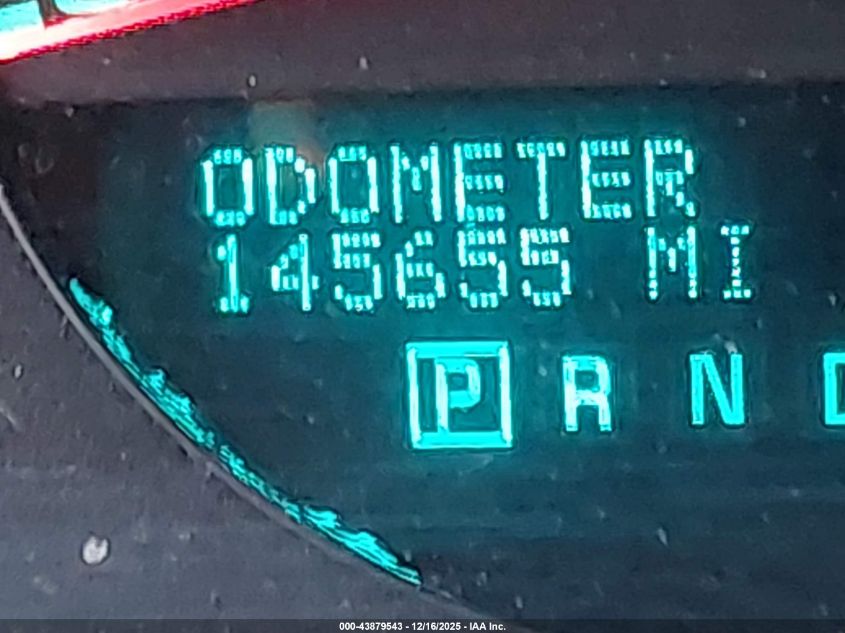 ODOMETER
145655 MI
P R N D
000-43879543 - 12/16/2025 - IAA Inc.